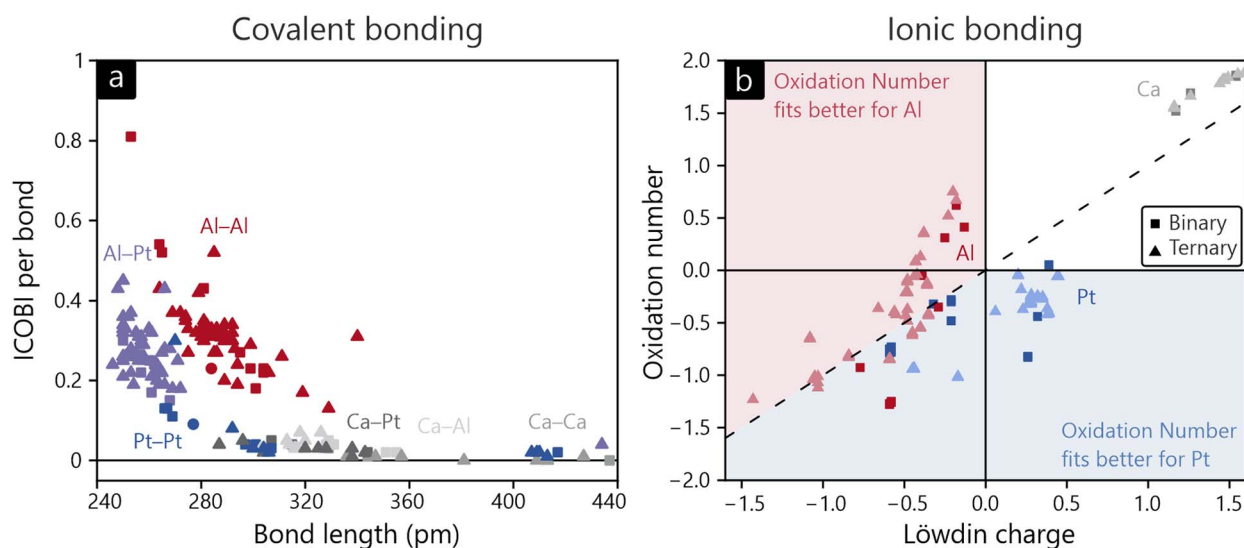 Covalent bonding
a
ICOBI per bond
1
0.8
0.6
0.4
0.2
0
Al–Al
Al–Pt
Pt–Pt
Ca–Pt
Ca–Al
Ca–Ca
240
280
320
360
400
440
Bond length (pm)
Ionic bonding
b
Oxidation number
2.0
1.5
1.0
0.5
0.0
−0.5
−1.0
−1.5
−2.0
Oxidation Number
fits better for Al
Ca
Binary
Ternary
Al
Pt
Oxidation Number
fits better for Pt
−1.5
−1.0
−0.5
0.0
0.5
1.0
1.5
Löwdin charge